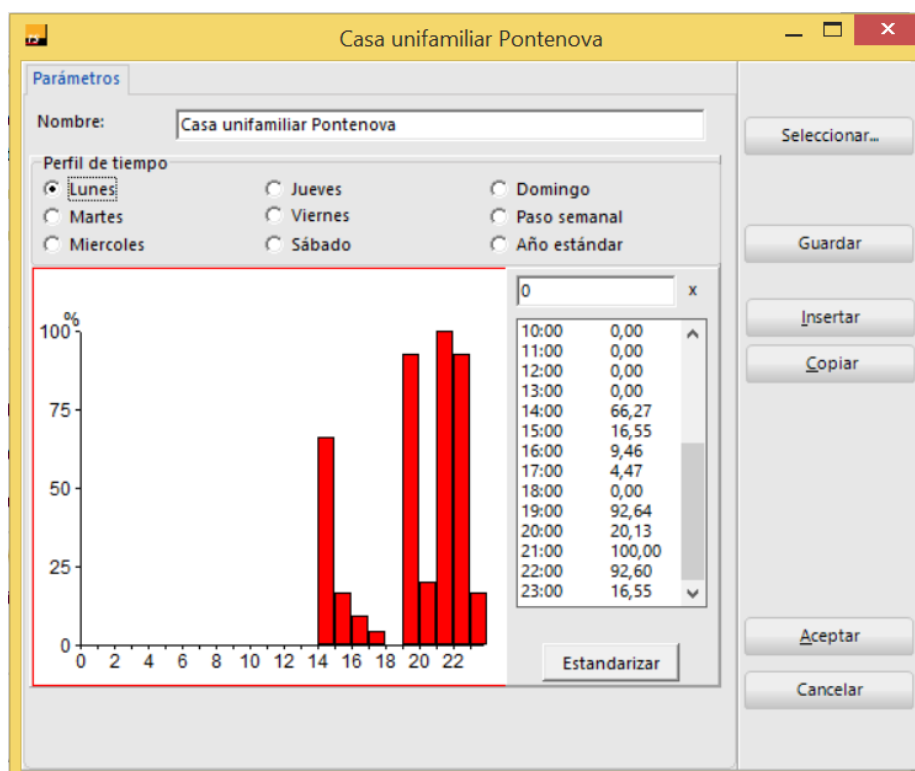 Casa unifamiliar Pontenova
Parámetros
Nombre: Casa unifamiliar Pontenova
Perfil de tiempo
Lunes Jueves Domingo
Martes Viernes Paso semanal
Miercoles Sábado Año estándar
0 x
%
100
75
50
25
0
0 2 4 6 8 10 12 14 16 18 20 22
10:00 0,00
11:00 0,00
12:00 0,00
13:00 0,00
14:00 66,27
15:00 16,55
16:00 9,46
17:00 4,47
18:00 0,00
19:00 92,64
20:00 20,13
21:00 100,00
22:00 92,60
23:00 16,55
Estandarizar
Seleccionar...
Guardar
Insertar
Copiar
Aceptar
Cancelar